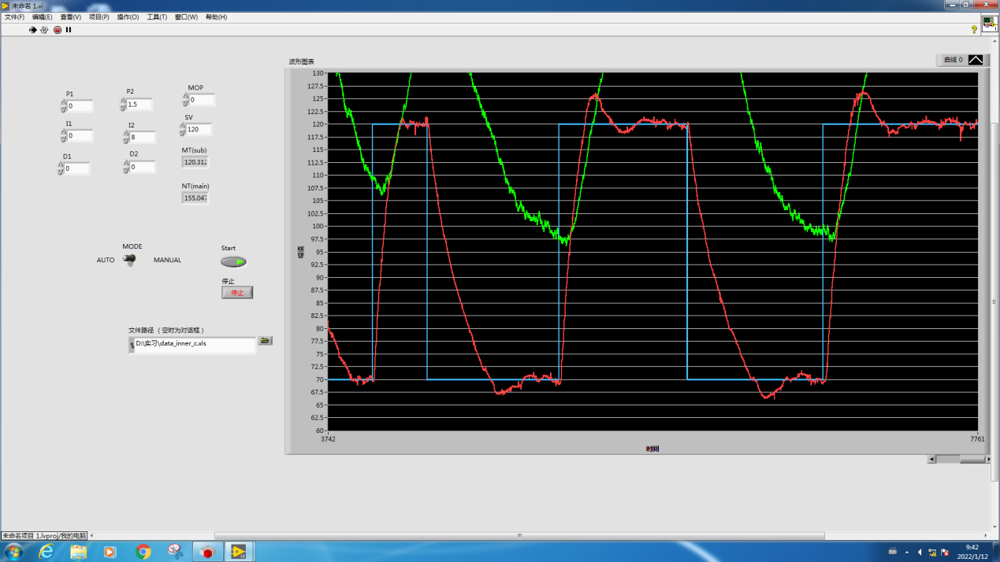 未命名 1.vi
文件(F) 编辑(E) 查看(V) 项目(P) 操作(O) 工具(T) 窗口(W) 帮助(H)
波形图表
曲线 0
P1
0
P2
1.5
MOP
0
I1
0
I2
8
SV
120
D1
0
D2
0
MT(sub)
120.312
NT(main)
155.047
MODE
AUTO
MANUAL
Start
停止
停止
文件路径 ( 空时为对话框 )
D:\实习\data_inner_c.xls
130
127.5
125
122.5
120
117.5
115
112.5
110
107.5
105
102.5
100
97.5
95
92.5
90
87.5
85
82.5
80
77.5
75
72.5
70
67.5
65
62.5
60
3742
7761
时间
未命名项目 1.lvproj/我的电脑
9:42
2022/1/12